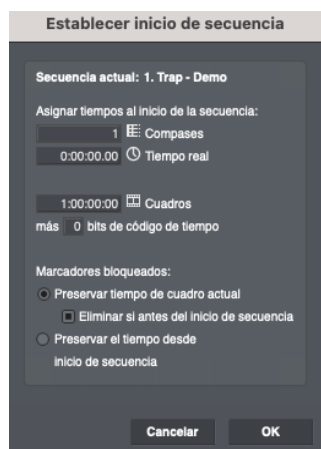 Establecer inicio de secuencia
Secuencia actual: 1. Trap - Demo
Asignar tiempos al inicio de la secuencia:
1 Compases
0:00:00.00 Tiempo real
1:00:00:00 Cuadros
más 0 bits de código de tiempo
Marcadores bloqueados:
Preservar tiempo de cuadro actual
Eliminar si antes del inicio de secuencia
Preservar el tiempo desde
inicio de secuencia
Cancelar OK